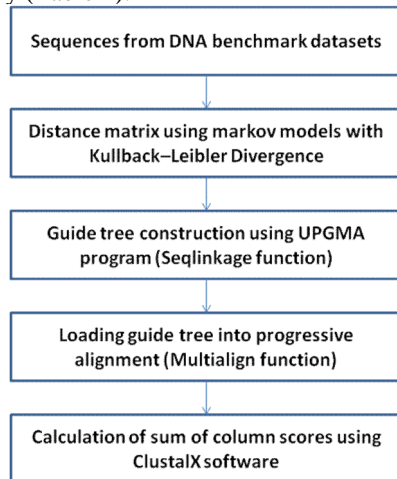 Sequences from DNA benchmark datasets
Distance matrix using markov models with
Kullback–Leibler Divergence
Guide tree construction using UPGMA
program (Seqlinkage function)
Loading guide tree into progressive
alignment (Multialign function)
Calculation of sum of column scores using
ClustalX software